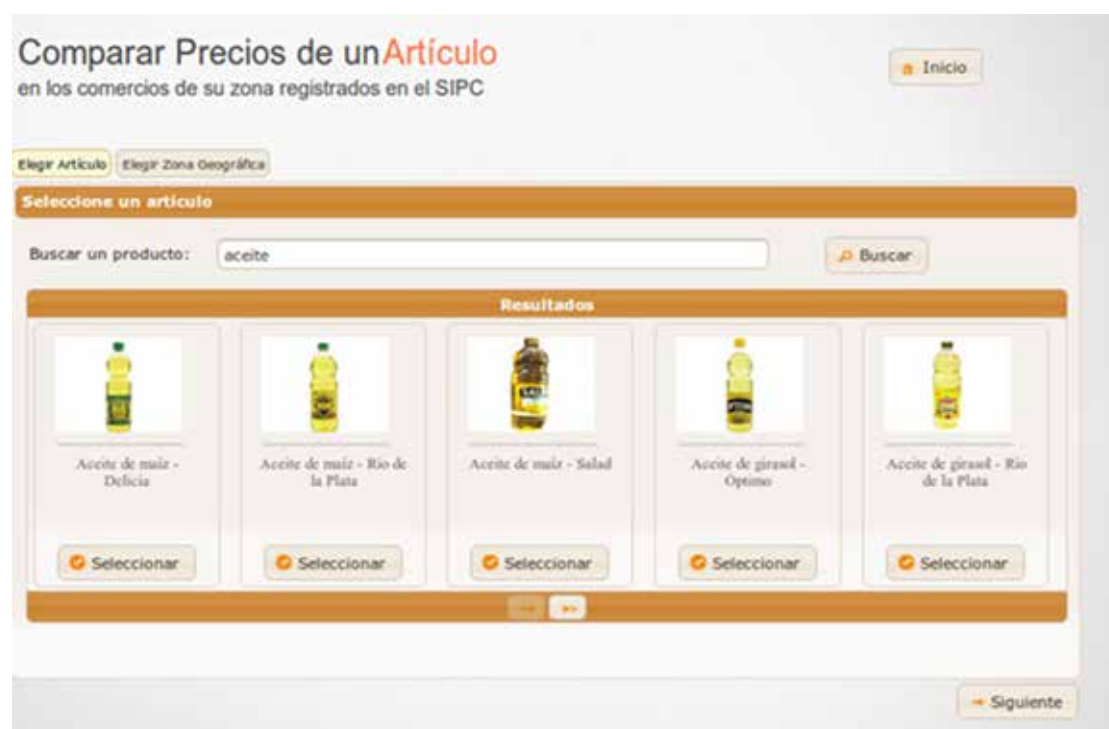 Comparar Precios de un Artículo
en los comercios de su zona registrados en el SIPC
Inicio
Elegir Artículo
Elegir Zona Geográfica
Seleccione un artículo
Buscar un producto:
aceite
Buscar
Resultados
Aceite de maíz -
Delicia
Aceite de maíz - Río de
la Plata
Aceite de maíz - Salad
Aceite de girasol -
Optimo
Aceite de girasol - Río
de la Plata
Seleccionar
Seleccionar
Seleccionar
Seleccionar
Seleccionar
Siguiente